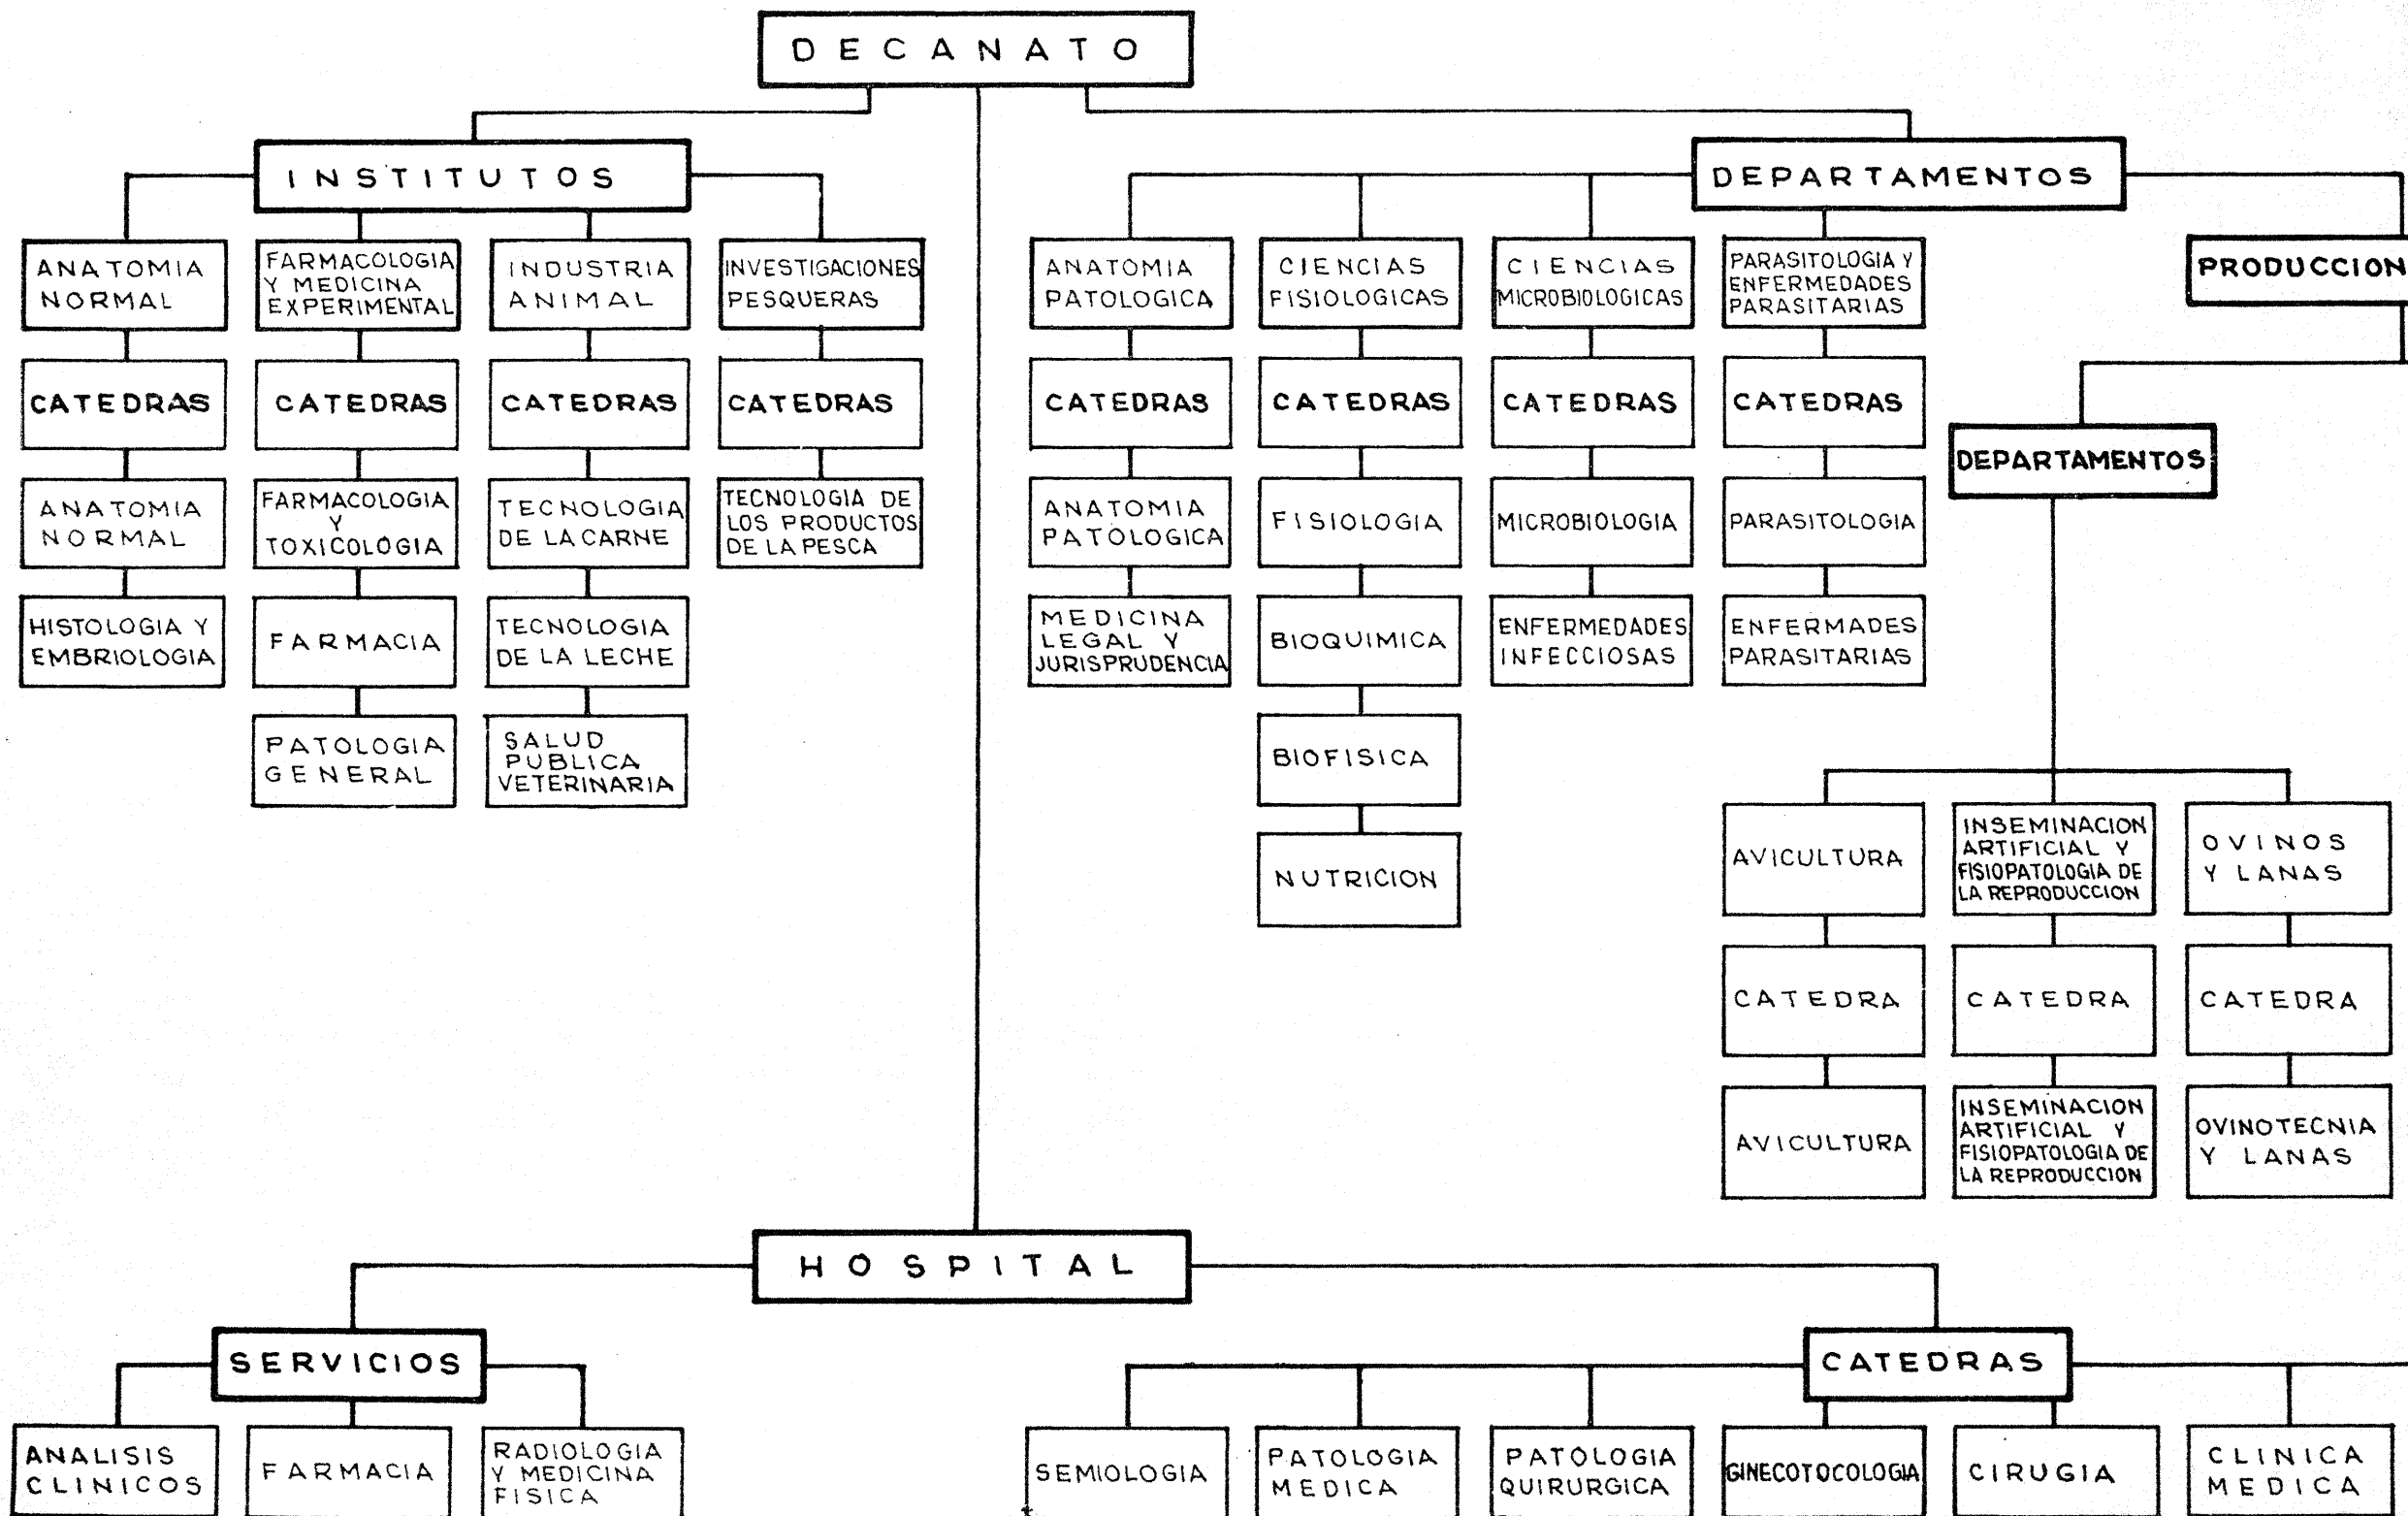 DECANATO
INSTITUTOS
DEPARTAMENTOS
ANATOMIA
NORMAL
FARMACOLOGIA
Y MEDICINA
EXPERIMENTAL
INDUSTRIA
ANIMAL
INVESTIGACIONES
PESQUERAS
ANATOMIA
PATOLOGICA
CIENCIAS
FISIOLOGICAS
CIENCIAS
MICROBIOLOGICAS
PARASITOLOGIA Y
ENFERMEDADES
PARASITARIAS
PRODUCCION
CATEDRAS
CATEDRAS
CATEDRAS
CATEDRAS
CATEDRAS
CATEDRAS
CATEDRAS
CATEDRAS
DEPARTAMENTOS
ANATOMIA
NORMAL
FARMACOLOGIA
Y
TOXICOLOGIA
TECNOLOGIA
DE LA CARNE
TECNOLOGIA DE
LOS PRODUCTOS
DE LA PESCA
ANATOMIA
PATOLOGICA
FISIOLOGIA
MICROBIOLOGIA
PARASITOLOGIA
HISTOLOGIA Y
EMBRIOLOGIA
FARMACIA
TECNOLOGIA
DE LA LECHE
MEDICINA
LEGAL Y
JURISPRUDENCIA
BIOQUIMICA
ENFERMEDADES
INFECCIOSAS
ENFERMADES
PARASITARIAS
PATOLOGIA
GENERAL
SALUD
PUBLICA
VETERINARIA
BIOFISICA
NUTRICION
AVICULTURA
INSEMINACION
ARTIFICIAL Y
FISIOPATOLOGIA DE
LA REPRODUCCION
OVINOS
Y LANAS
CATEDRA
CATEDRA
CATEDRA
AVICULTURA
INSEMINACION
ARTIFICIAL Y
FISIOPATOLOGIA DE
LA REPRODUCCION
OVINOTECNIA
Y LANAS
HOSPITAL
SERVICIOS
CATEDRAS
ANALISIS
CLINICOS
FARMACIA
RADIOLOGIA
Y MEDICINA
FISICA
SEMIOLOGIA
PATOLOGIA
MEDICA
PATOLOGIA
QUIRURGICA
GINECOTOCOLOGIA
CIRUGIA
CLINICA
MEDICA